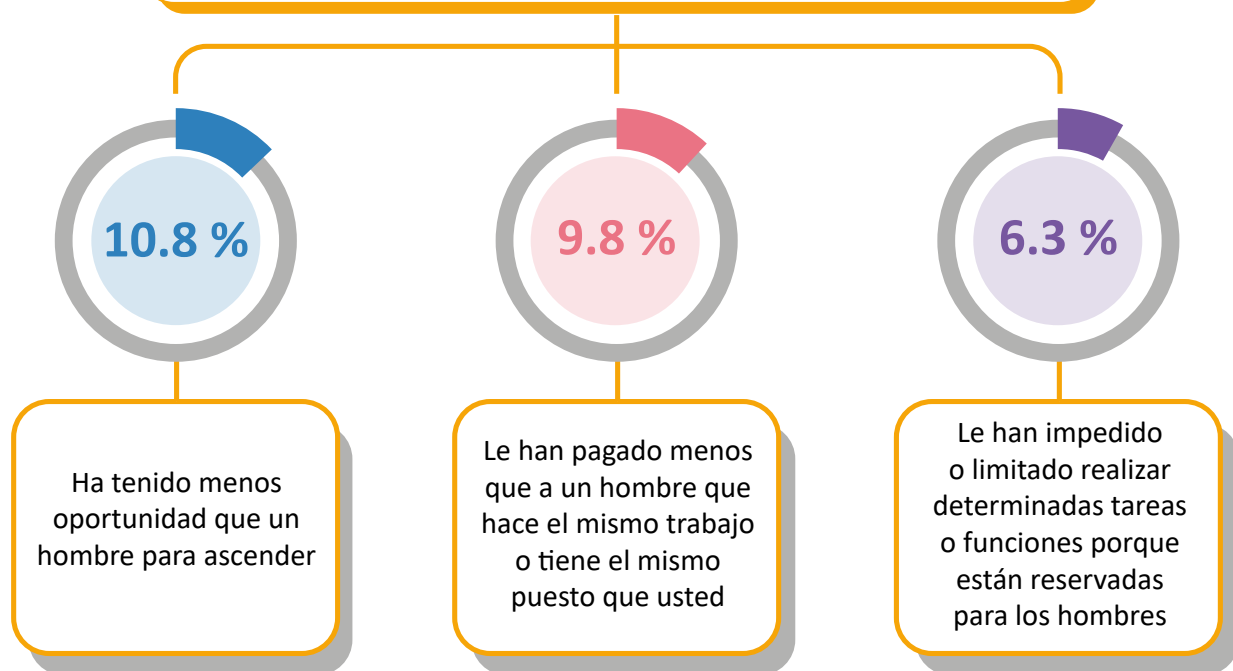 10.8 %
9.8 %
6.3 %
Ha tenido menos
oportunidad que un
hombre para ascender
Le han pagado menos
que a un hombre que
hace el mismo trabajo
o tiene el mismo
puesto que usted
Le han impedido
o limitado realizar
determinadas tareas
o funciones porque
están reservadas
para los hombres